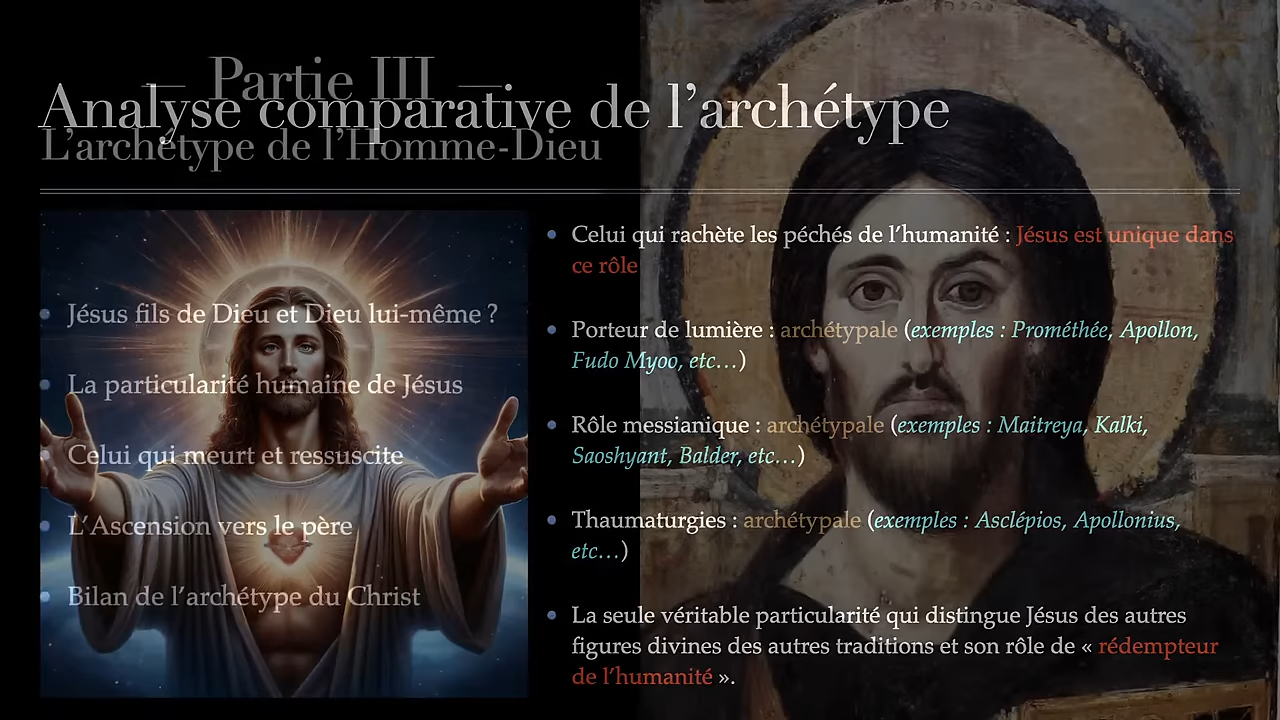 — Partie III —
Analyse comparative de l’archétype
L’archétype de l’Homme-Dieu
Jésus fils de Dieu et Dieu lui-même ?
La particularité humaine de Jésus
Celui qui meurt et ressuscite
L’Ascension vers le père
Bilan de l’archétype du Christ
Celui qui rachète les péchés de l’humanité : Jésus est unique dans
ce rôle
Porteur de lumière : archétypale (exemples : Prométhée, Apollon,
Fudo Myoo, etc…)
Rôle messianique : archétypale (exemples : Maitreya, Kalki,
Saoshyant, Balder, etc…)
Thaumaturgies : archétypale (exemples : Asclépios, Apollonius,
etc…)
La seule véritable particularité qui distingue Jésus des autres
figures divines des autres traditions et son rôle de « rédempteur
de l’humanité ».